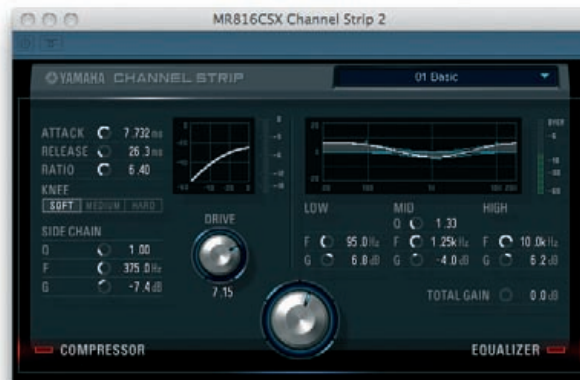 MR816CSX Channel Strip 2
YAMAHA CHANNEL STRIP
01 Basic
ATTACK 7.732 ms
RELEASE 26.3 ms
RATIO 6.40
KNEE
SOFT MEDIUM HARD
SIDE CHAIN
Q 1.00
F 375.0 Hz
G -7.4 dB
DRIVE
7.15
LOW MID HIGH
Q 1.33
F 95.0 Hz F 1.25k Hz F 10.0k Hz
G 6.8 dB G -4.0 dB G 6.2 dB
TOTAL GAIN 0.0 dB
COMPRESSOR
EQUALIZER